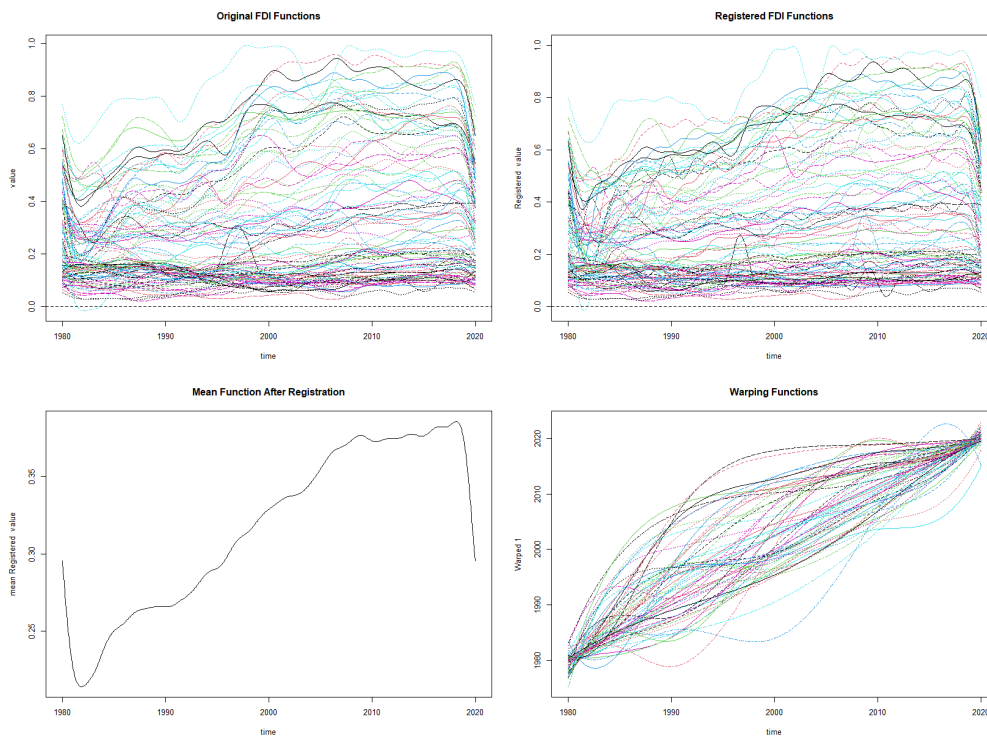 Original FDI Functions
value
0.0 0.2 0.4 0.6 0.8 1.0
1980 1990 2000 2010 2020
time
Registered FDI Functions
Registered value
0.0 0.2 0.4 0.6 0.8 1.0
1980 1990 2000 2010 2020
time
Mean Function After Registration
mean Registered value
0.25 0.30 0.35
1980 1990 2000 2010 2020
time
Warping Functions
Warped 1
1980 1990 2000 2010 2020
1980 1990 2000 2010 2020
time